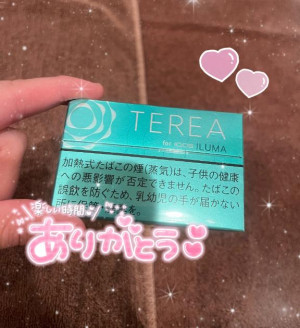 TEREA
for IQOS ILUMA
加熱式たばこの煙(蒸気)は、子供の健康
への悪影響が否定できません。たばこの
誤飲を防ぐため、乳幼児の手が届かない
を。
楽しい時間
ありがとう